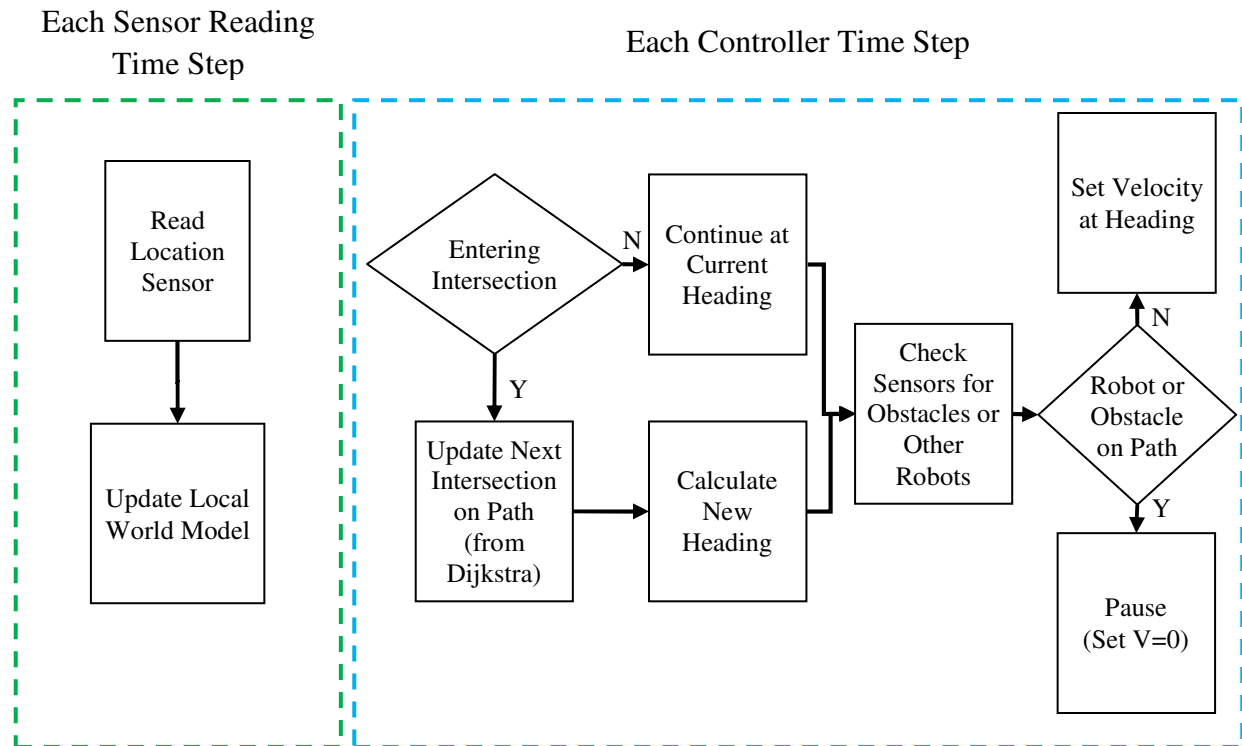 Each Sensor Reading
Time Step
Each Controller Time Step
Read
Location
Sensor
Update Local
World Model
Entering
Intersection
N
Y
Continue at
Current
Heading
Update Next
Intersection
on Path
(from
Dijkstra)
Calculate
New
Heading
Check
Sensors for
Obstacles or
Other
Robots
Robot or
Obstacle
on Path
N
Y
Set Velocity
at Heading
Pause
(Set V=0)